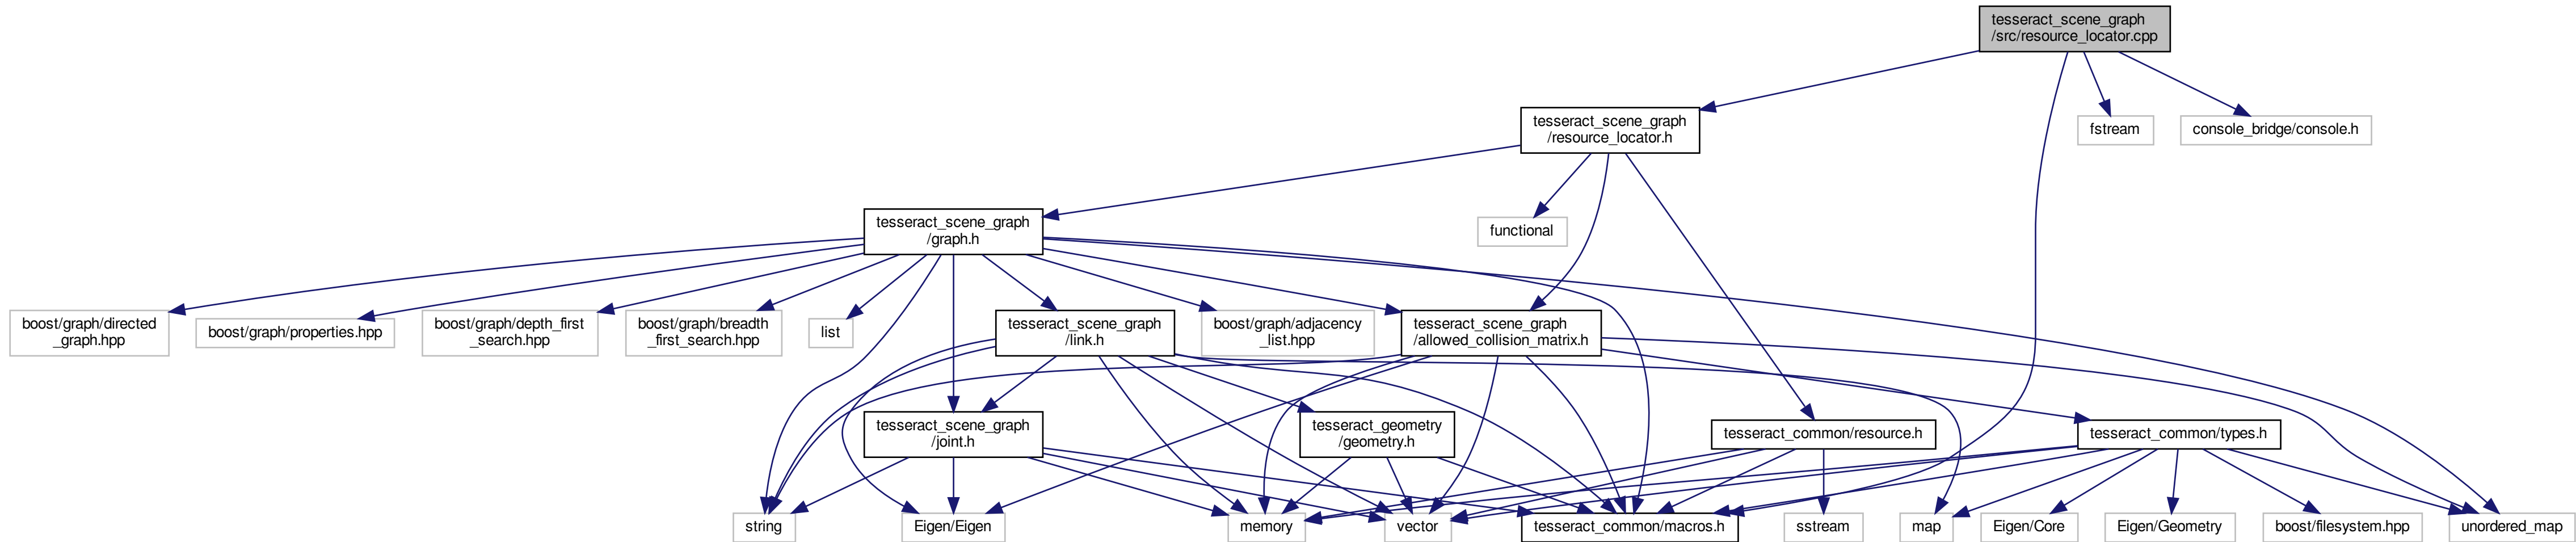 tesseract_scene_graph
/src/resource_locator.cpp
tesseract_scene_graph
/resource_locator.h
fstream
console_bridge/console.h
tesseract_scene_graph
/graph.h
functional
boost/graph/directed
_graph.hpp
boost/graph/properties.hpp
boost/graph/depth_first
_search.hpp
boost/graph/breadth
_first_search.hpp
list
tesseract_scene_graph
/link.h
boost/graph/adjacency
_list.hpp
tesseract_scene_graph
/allowed_collision_matrix.h
tesseract_scene_graph
/joint.h
tesseract_geometry
/geometry.h
tesseract_common/resource.h
tesseract_common/types.h
string
Eigen/Eigen
memory
vector
tesseract_common/macros.h
sstream
map
Eigen/Core
Eigen/Geometry
boost/filesystem.hpp
unordered_map